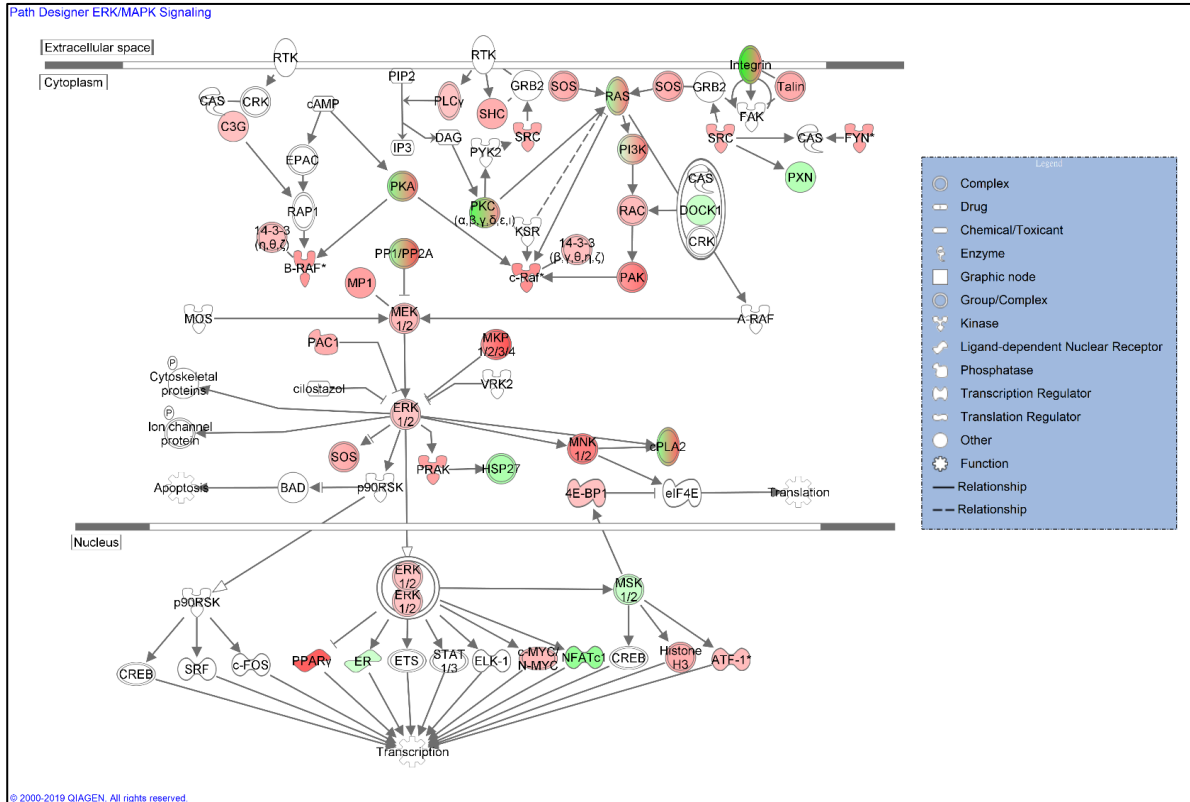 Path Designer ERK/MAPK Signaling
Extracellular space
Cytoplasm
RTK
CAS
CRK
C3G
cAMP
EPAC
RAP1
14-3-3
(η,θ,ζ)
B-RAF*
PIP2
IP3
DAG
PLCγ
RTK
GRB2
SHC
SRC
PYK2
PKA
PKC
(α,β,γ,δ,ε,ι)
KSR
SOS
RAS
SOS
GRB2
Integrin
Talin
FAK
SRC
CAS
FYN*
PXN
PI3K
RAC
PAK
CAS
DOCK1
CRK
14-3-3
(β,γ,θ,η,ζ)
c-Raf*
PP1/PP2A
MP1
MOS
MEK
1/2
A-RAF
PAC1
MKP
1/2/3/4
cilostazol
VRK2
P
Cytoskeletal
proteins
P
Ion channel
protein
ERK
1/2
SOS
PRAK
HSP27
MNK
1/2
cPLA2
Apoptosis
BAD
p90RSK
4E-BP1
eIF4E
Translation
Nucleus
p90RSK
ERK
1/2
ERK
1/2
MSK
1/2
CREB
SRF
c-FOS
PPARγ
ER
ETS
STAT
1/3
ELK-1
c-MYC/
N-MYC
NFATc1
CREB
Histone
H3
ATF-1*
Transcription
Legend
Complex
Drug
Chemical/Toxicant
Enzyme
Graphic node
Group/Complex
Kinase
Ligand-dependent Nuclear Receptor
Phosphatase
Transcription Regulator
Translation Regulator
Other
Function
Relationship
Relationship
© 2000-2019 QIAGEN. All rights reserved.